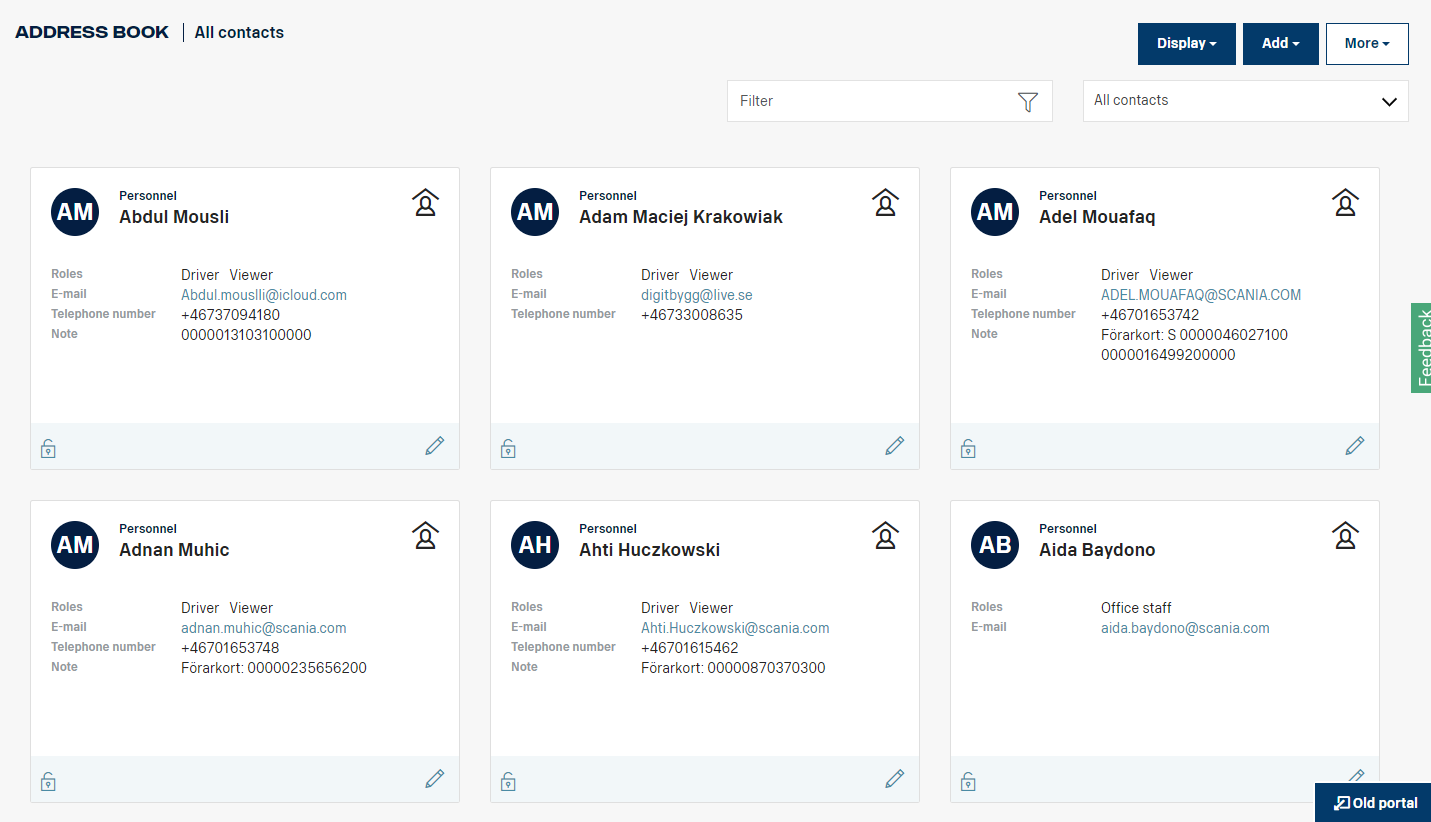 ADDRESS BOOK | All contacts
Display
Add
More
Filter
All contacts
AM
Personnel
Abdul Mousli
Roles Driver Viewer
E-mail Abdul.mouslli@icloud.com
Telephone number +46737094180
Note 0000013103100000
AM
Personnel
Adam Maciej Krakowiak
Roles Driver Viewer
E-mail digitbygg@live.se
Telephone number +46733008635
AM
Personnel
Adel Mouafaq
Roles Driver Viewer
E-mail ADEL.MOUAFAQ@SCANIA.COM
Telephone number +46701653742
Note Förarkort: S 0000046027100
0000016499200000
Feedback
AM
Personnel
Adnan Muhic
Roles Driver Viewer
E-mail adnan.muhic@scania.com
Telephone number +46701653748
Note Förarkort: 00000235656200
AH
Personnel
Ahti Huczkowski
Roles Driver Viewer
E-mail Ahti.Huczkowski@scania.com
Telephone number +46701615462
Note Förarkort: 00000870370300
AB
Personnel
Aida Baydono
Roles Office staff
E-mail aida.baydono@scania.com
Old portal